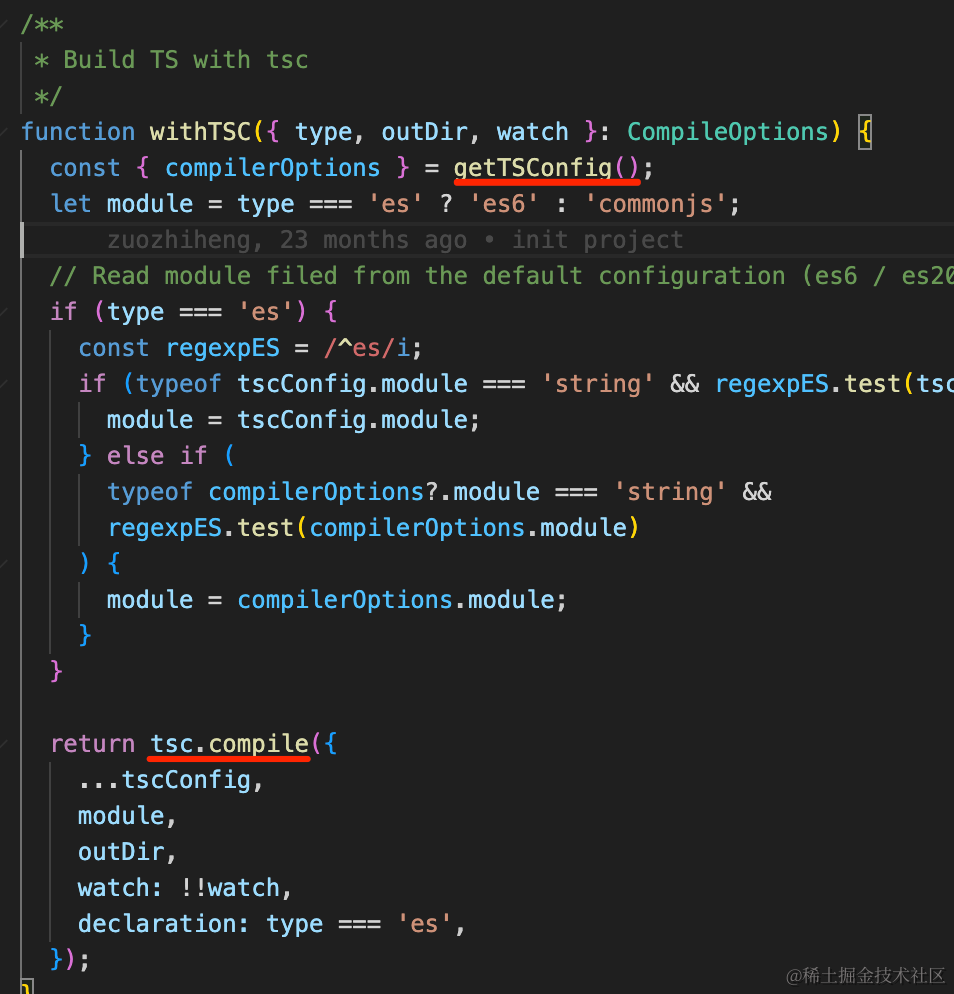 /**
* Build TS with tsc
*/
function withTSC({ type, outDir, watch }: CompileOptions) {
const { compilerOptions } = getTSConfig();
let module = type === 'es' ? 'es6' : 'commonjs';
zuozhiheng, 23 months ago • init project
// Read module filed from the default configuration (es6 / es20
if (type === 'es') {
const regexpES = /^es/i;
if (typeof tscConfig.module === 'string' && regexpES.test(tsc
module = tscConfig.module;
} else if (
typeof compilerOptions?.module === 'string' &&
regexpES.test(compilerOptions.module)
) {
module = compilerOptions.module;
}
}
return tsc.compile({
...tscConfig,
module,
outDir,
watch: !!watch,
declaration: type === 'es',
});
}
@稀土掘金技术社区